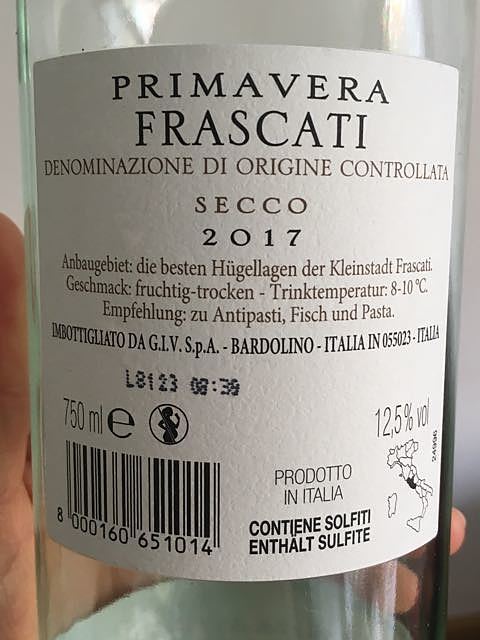 PRIMAVERA
FRASCATI
DENOMINAZIONE DI ORIGINE CONTROLLATA
SECCO
2017
Anbaugebiet: die besten Hügellagen der Kleinstadt Frascati.
Geschmack: fruchtig-trocken - Trinktemperatur: 8-10 °C.
Empfehlung: zu Antipasti, Fisch und Pasta.
IMBOTTIGLIATO DA G.I.V. S.p.A. - BARDOLINO - ITALIA IN 055023 - ITALIA
L8123 08:39
750 ml e
12,5% vol
24996
PRODOTTO
IN ITALIA
CONTIENE SOLFITI
ENTHÄLT SULFITE
8 000160 651014